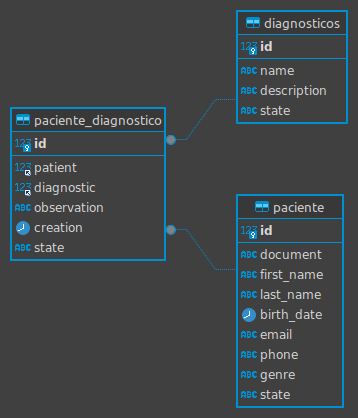 diagnosticos
123 id
ABC name
ABC description
ABC state
paciente_diagnostico
123 id
123 patient
123 diagnostic
ABC observation
creation
ABC state
paciente
123 id
ABC document
ABC first_name
ABC last_name
birth_date
ABC email
ABC phone
ABC genre
ABC state